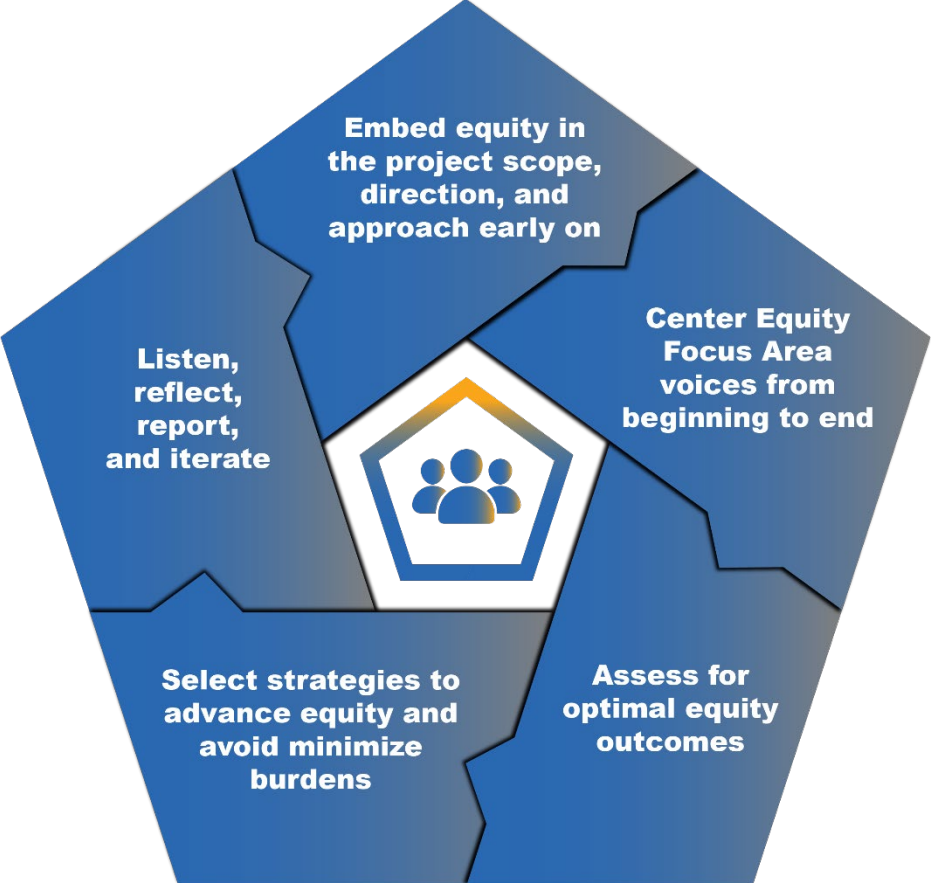 Embed equity in
the project scope,
direction, and
approach early on
Center Equity
Focus Area
voices from
beginning to end
Assess for
optimal equity
outcomes
Select strategies to
advance equity and
avoid minimize
burdens
Listen,
reflect,
report,
and iterate